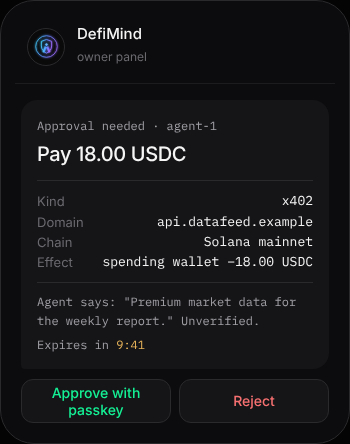 DefiMind
owner panel
Approval needed · agent-1
Pay 18.00 USDC
Kind x402
Domain api.datafeed.example
Chain Solana mainnet
Effect spending wallet −18.00 USDC
Agent says: "Premium market data for
the weekly report." Unverified.
Expires in 9:41
Approve with
passkey
Reject